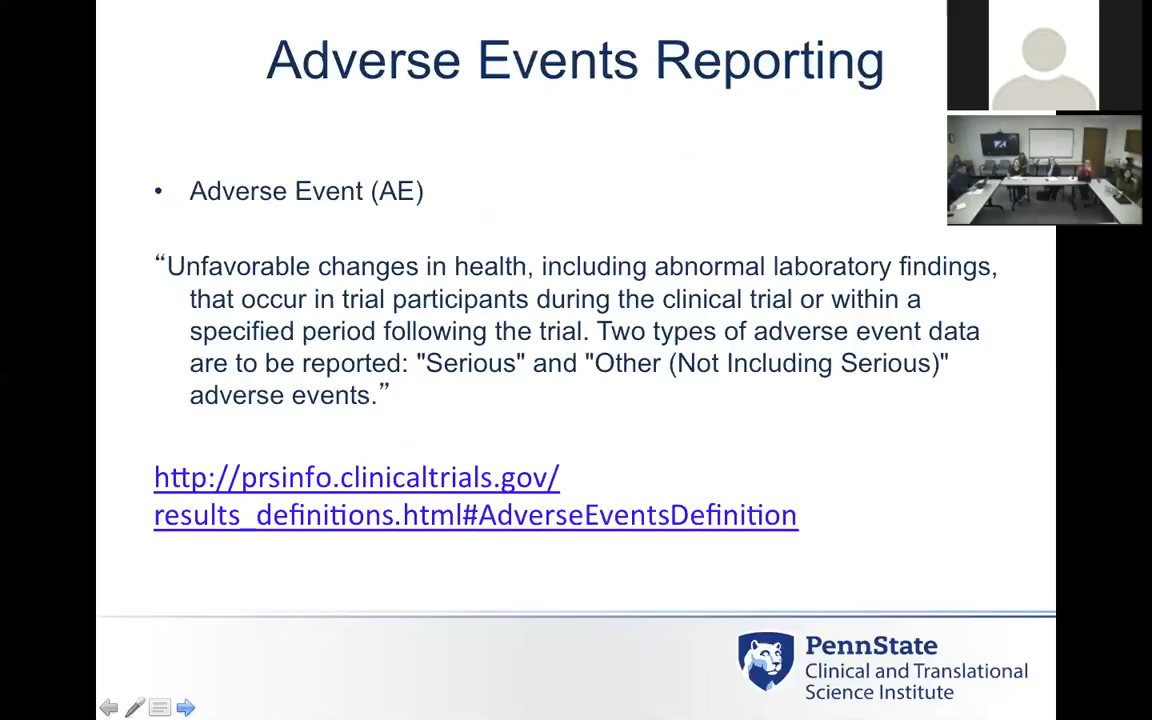 Adverse Events Reporting
• Adverse Event (AE)
“Unfavorable changes in health, including abnormal laboratory findings,
that occur in trial participants during the clinical trial or within a
specified period following the trial. Two types of adverse event data
are to be reported: "Serious" and "Other (Not Including Serious)"
adverse events.”
http://prsinfo.clinicaltrials.gov/
results_definitions.html#AdverseEventsDefinition
PennState
Clinical and Translational
Science Institute